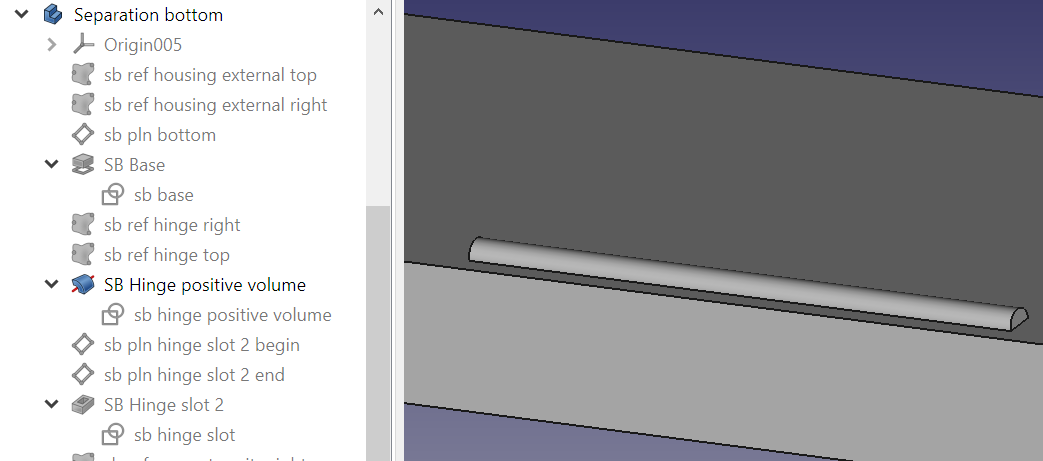 Separation bottom
Origin005
sb ref housing external top
sb ref housing external right
sb pln bottom
SB Base
sb base
sb ref hinge right
sb ref hinge top
SB Hinge positive volume
sb hinge positive volume
sb pln hinge slot 2 begin
sb pln hinge slot 2 end
SB Hinge slot 2
sb hinge slot